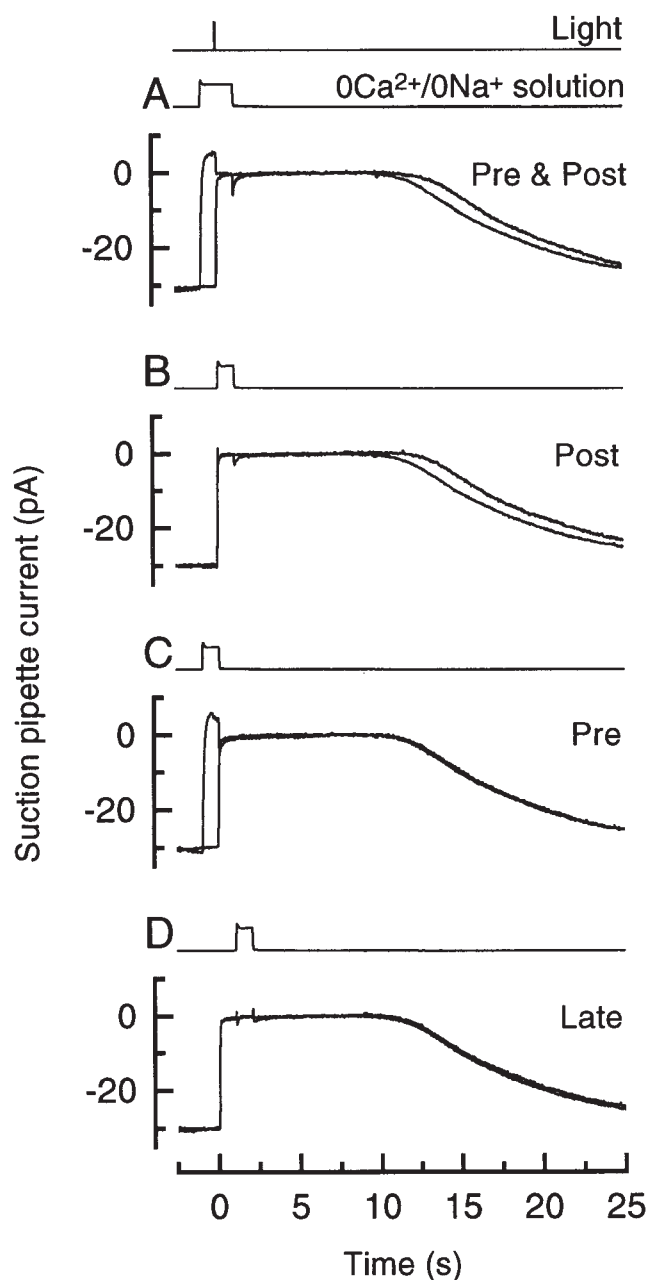 Light
A
0Ca²⁺/0Na⁺ solution
Pre & Post
0
-20
B
Post
0
-20
Suction pipette current (pA)
C
Pre
0
-20
D
Late
0
-20
0 5 10 15 20 25
Time (s)